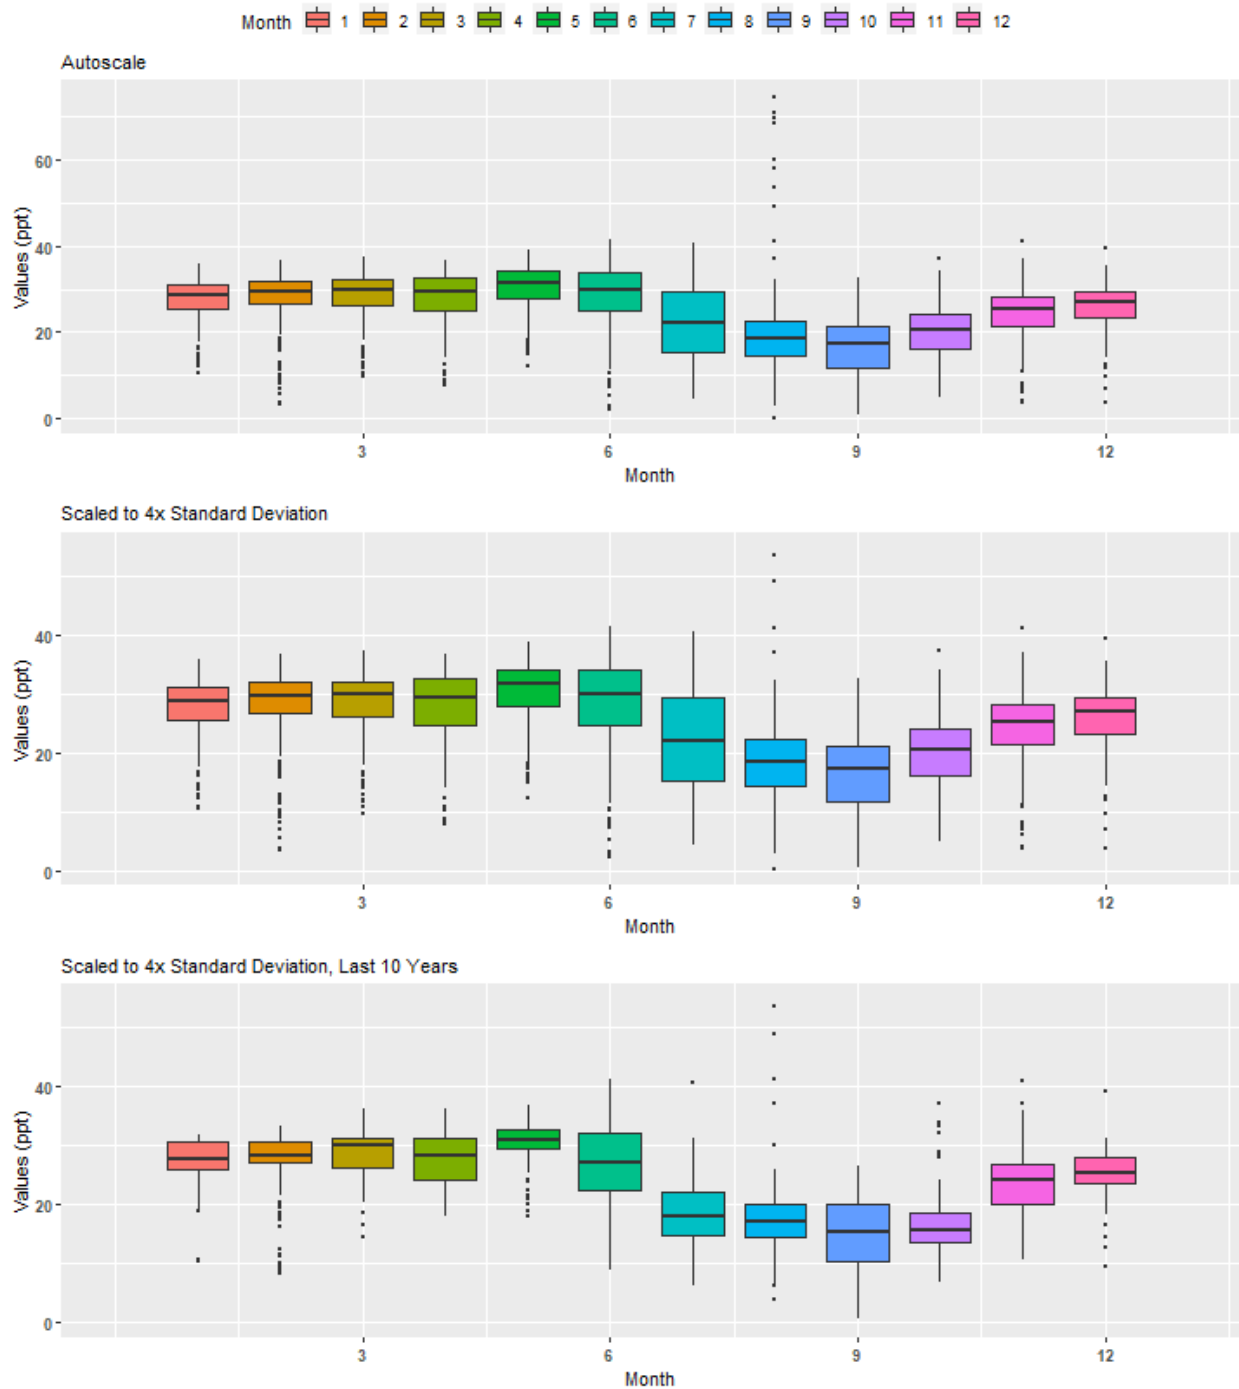 Month 1 2 3 4 5 6 7 8 9 10 11 12
Autoscale
Values (ppt)
60
40
20
0
3 6 9 12
Month
Scaled to 4x Standard Deviation
Values (ppt)
40
20
0
3 6 9 12
Month
Scaled to 4x Standard Deviation, Last 10 Years
Values (ppt)
40
20
0
3 6 9 12
Month